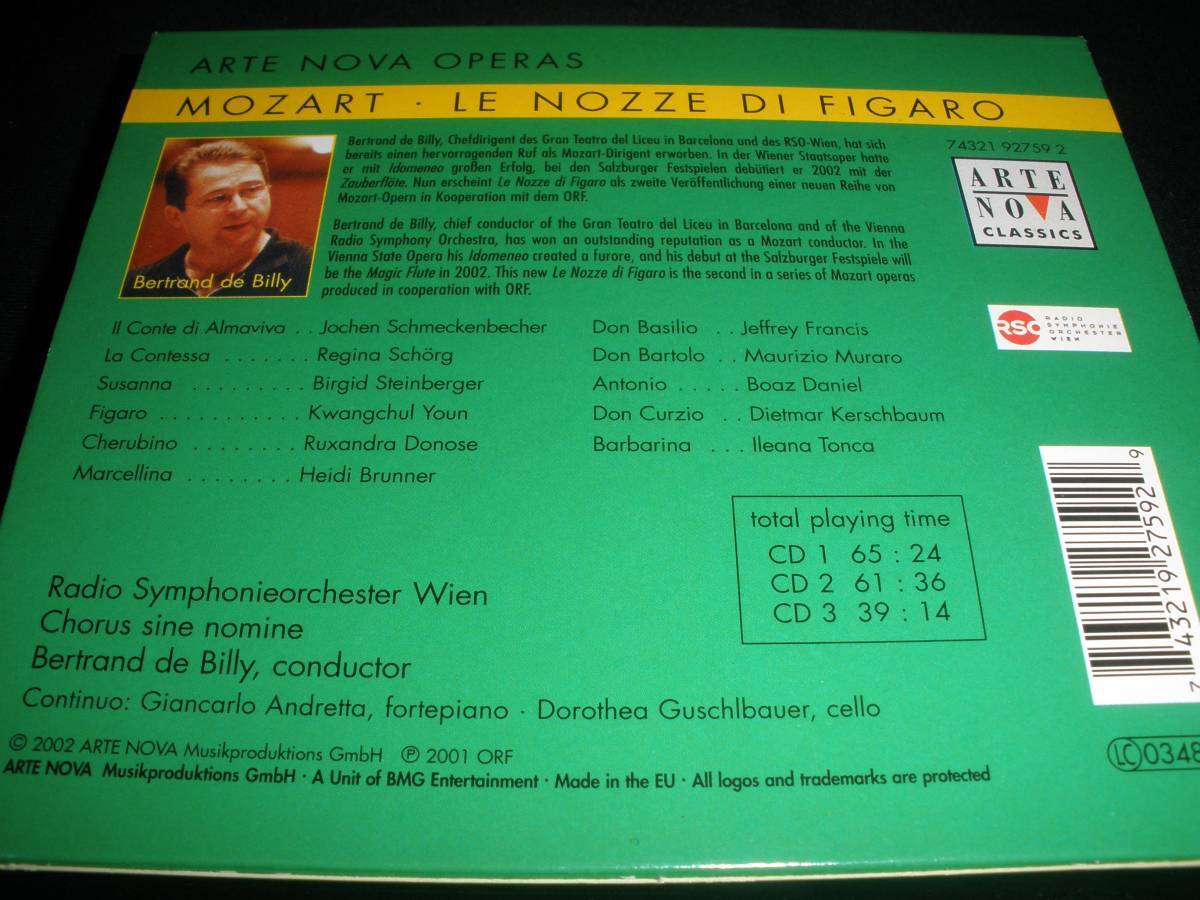 ARTE NOVA OPERAS
MOZART · LE NOZZE DI FIGARO
Bertrand de Billy, Chefdirigent des Gran Teatro del Liceu in Barcelona und des RSO-Wien, hat sich
bereits einen hervorragenden Ruf als Mozart-Dirigent erworben. In der Wiener Staatsoper hatte
er mit Idomeneo großen Erfolg, bei den Salzburger Festspielen debütiert er 2002 mit der
Zauberflöte. Nun erscheint Le Nozze di Figaro als zweite Veröffentlichung einer neuen Reihe von
Mozart-Opern in Kooperation mit dem ORF.
Bertrand de Billy, chief conductor of the Gran Teatro del Liceu in Barcelona and of the Vienna
Radio Symphony Orchestra, has won an outstanding reputation as a Mozart conductor. In the
Vienna State Opera his Idomeneo created a furore, and his debut at the Salzburger Festspiele will
be the Magic Flute in 2002. This new Le Nozze di Figaro is the second in a series of Mozart operas
produced in cooperation with ORF.
Bertrand de Billy
74321 92759 2
ARTE
NOVA
CLASSICS
RSO
RADIO
SYMPHONIE
ORCHESTER
WIEN
Il Conte di Almaviva . . Jochen Schmeckenbecher
La Contessa . . . . . . . Regina Schörg
Susanna . . . . . . . . . Birgid Steinberger
Figaro . . . . . . . . . . . Kwangchul Youn
Cherubino . . . . . . . . Ruxandra Donose
Marcellina . . . . . . . . Heidi Brunner
Don Basilio . . Jeffrey Francis
Don Bartolo . . Maurizio Muraro
Antonio . . . . . Boaz Daniel
Don Curzio . . Dietmar Kerschbaum
Barbarina . . . Ileana Tonca
total playing time
CD 1 65 : 24
CD 2 61 : 36
CD 3 39 : 14
7 43219 27592 9
Radio Symphonieorchester Wien
Chorus sine nomine
Bertrand de Billy, conductor
Continuo: Giancarlo Andretta, fortepiano · Dorothea Guschlbauer, cello
© 2002 ARTE NOVA Musikproduktions GmbH ℗ 2001 ORF
ARTE NOVA Musikproduktions GmbH · A Unit of BMG Entertainment · Made in the EU · All logos and trademarks are protected
LC 0348